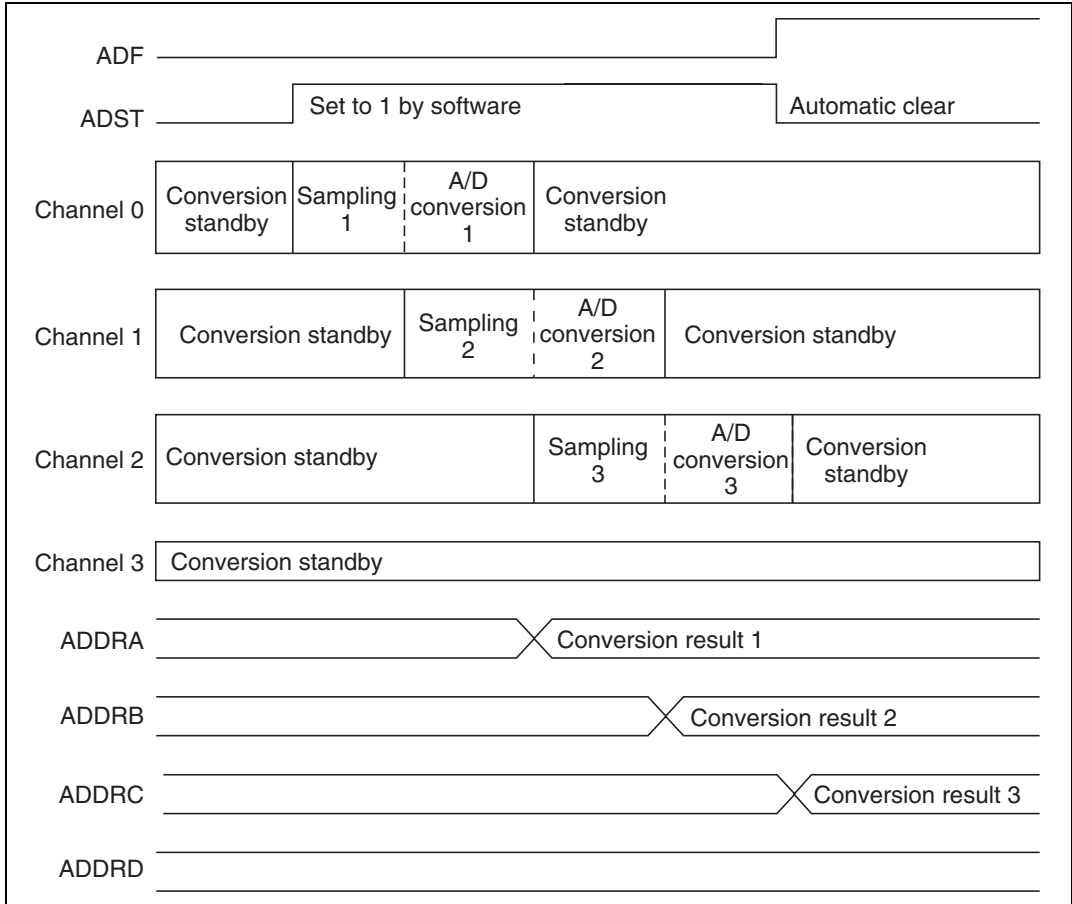 ADF
ADST Set to 1 by software Automatic clear
Channel 0 Conversion standby Sampling 1 A/D conversion 1 Conversion standby
Channel 1 Conversion standby Sampling 2 A/D conversion 2 Conversion standby
Channel 2 Conversion standby Sampling 3 A/D conversion 3 Conversion standby
Channel 3 Conversion standby
ADDRA Conversion result 1
ADDRB Conversion result 2
ADDRC Conversion result 3
ADDRD